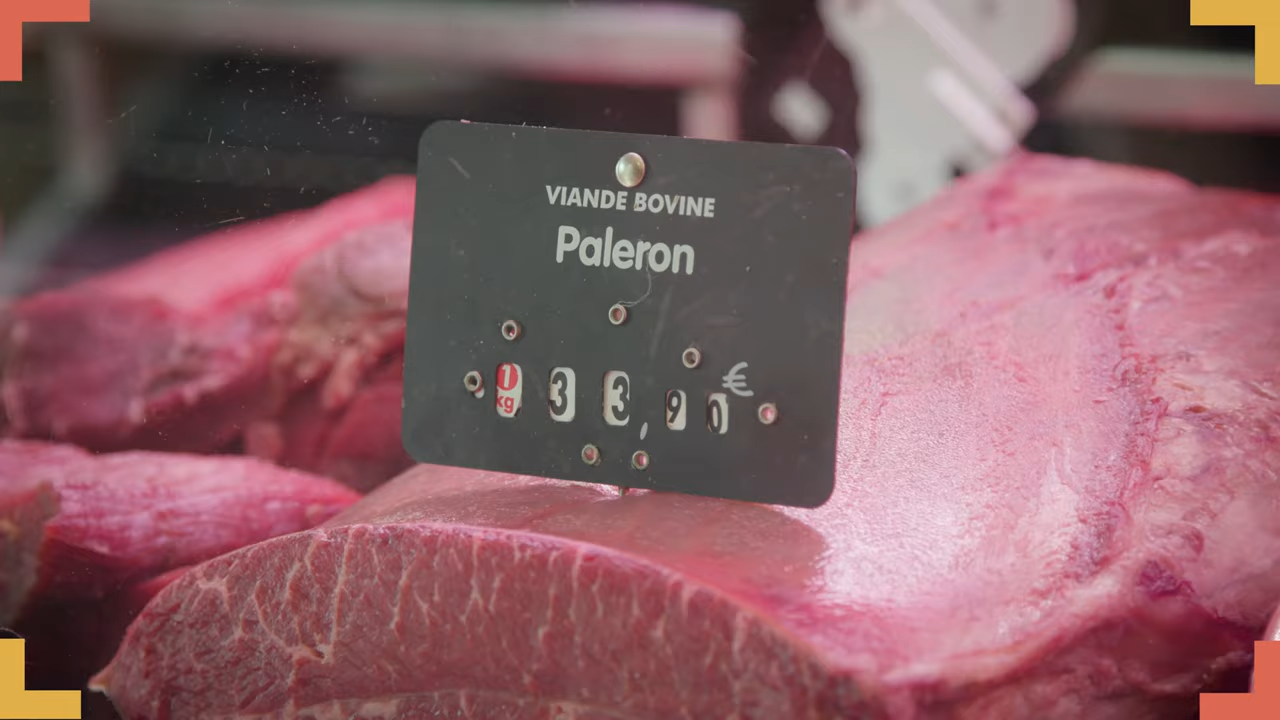 VIANDE BOVINE
Paleron
1 kg 33,90 €